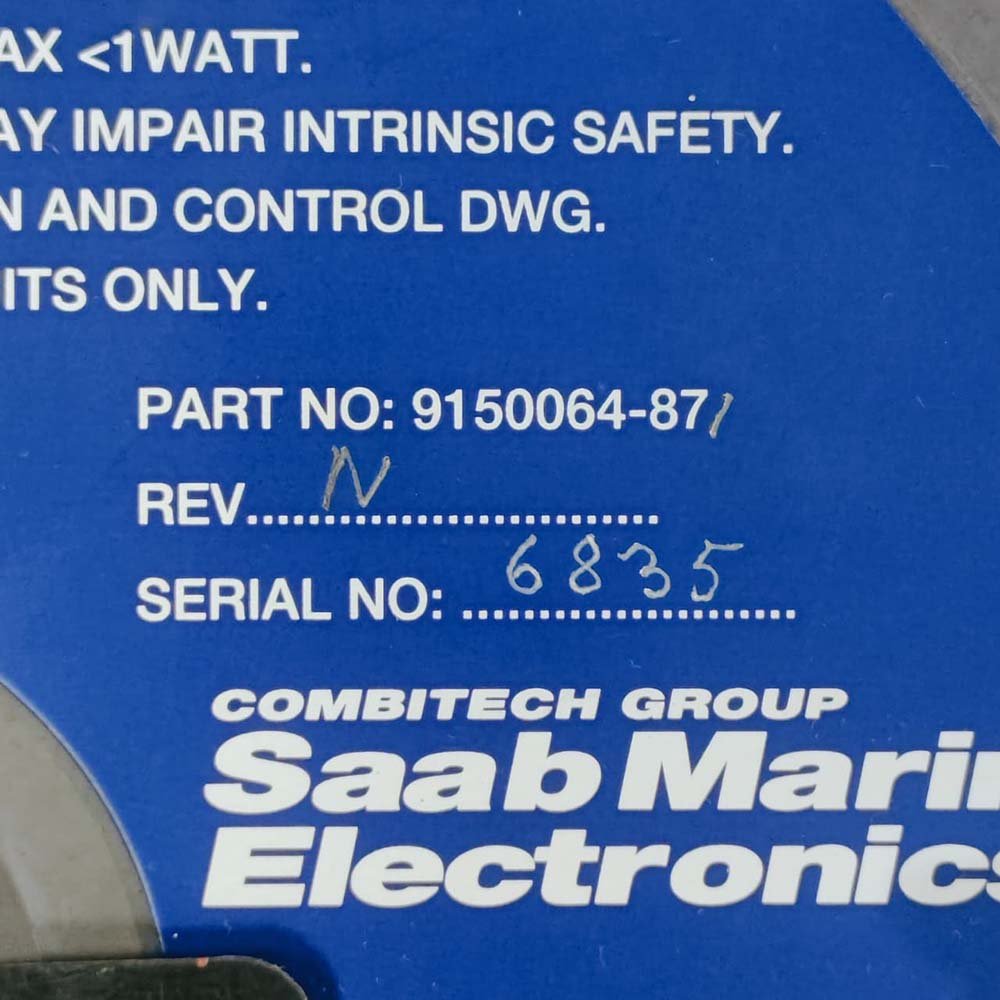 AX <1WATT.
AY IMPAIR INTRINSIC SAFETY.
N AND CONTROL DWG.
ITS ONLY.
PART NO: 9150064-871
REV....N.......................
SERIAL NO: ...6835...................
COMBITECH GROUP
Saab Marin
Electronics